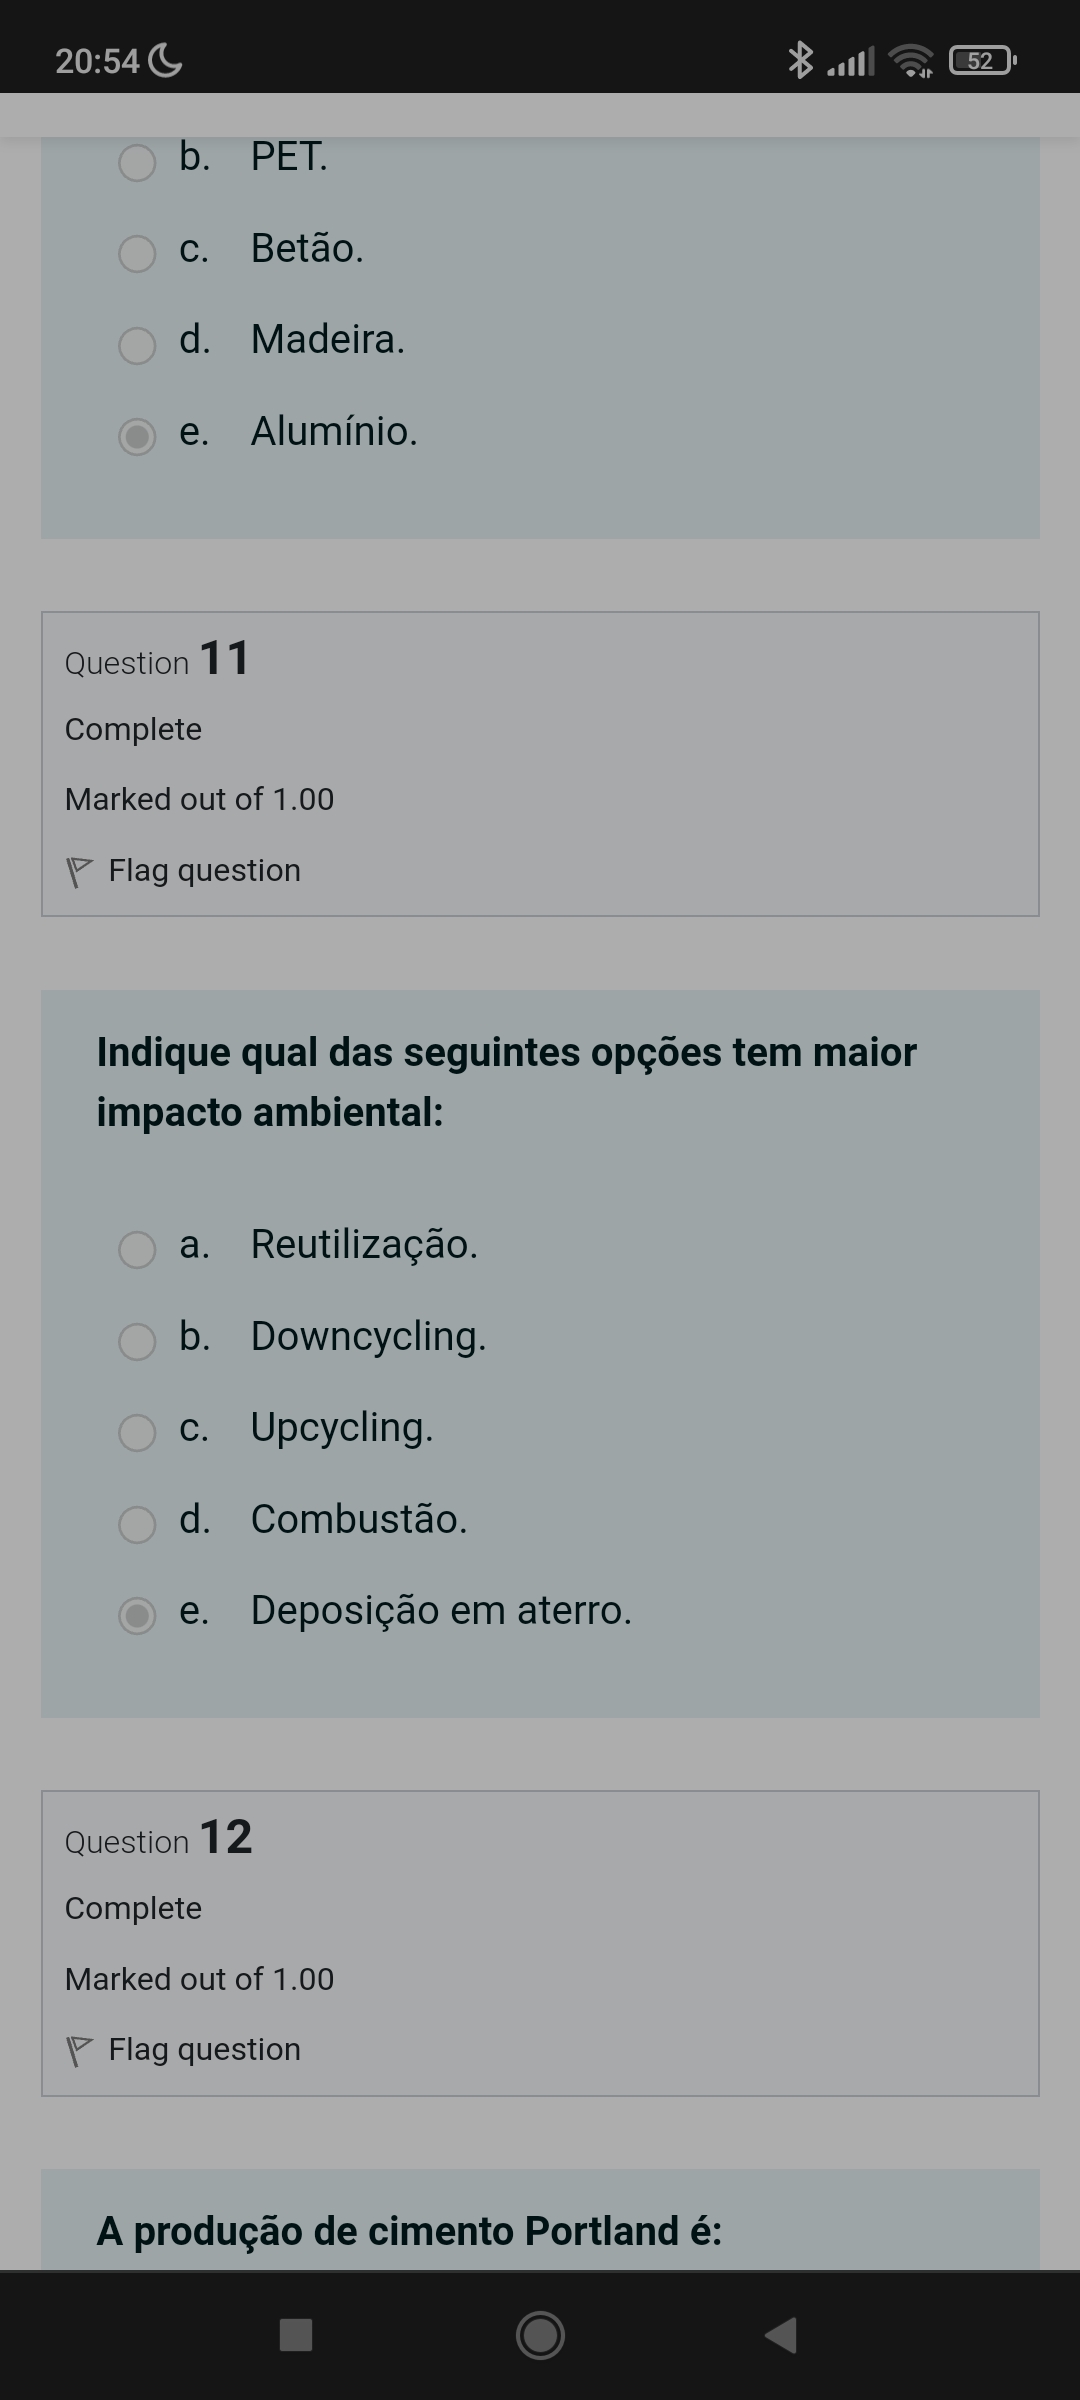 20:54
52
b. PET.
c. Betão.
d. Madeira.
e. Alumínio.
Question 11
Complete
Marked out of 1.00
Flag question
Indique qual das seguintes opções tem maior
impacto ambiental:
a. Reutilização.
b. Downcycling.
c. Upcycling.
d. Combustão.
e. Deposição em aterro.
Question 12
Complete
Marked out of 1.00
Flag question
A produção de cimento Portland é: